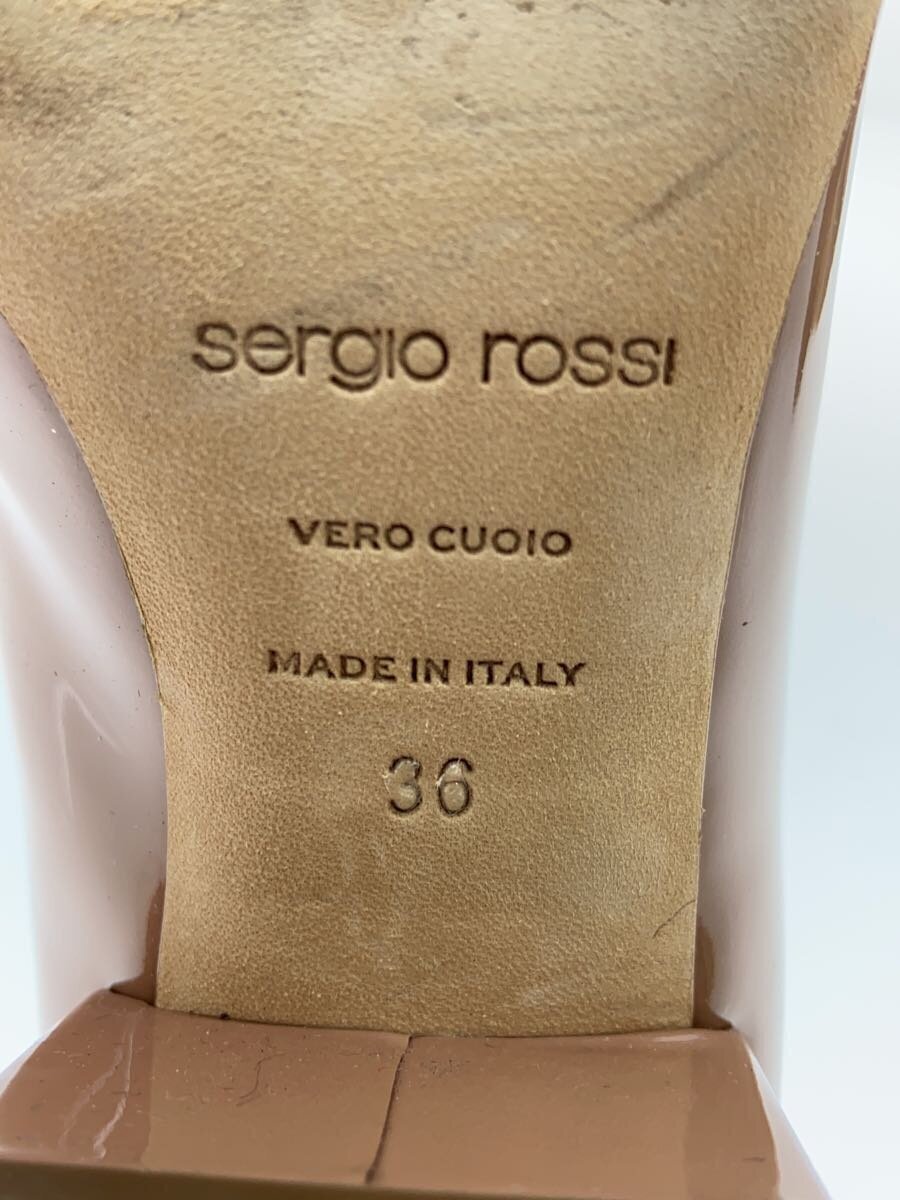 sergio rossi
VERO CUOIO
MADE IN ITALY
36